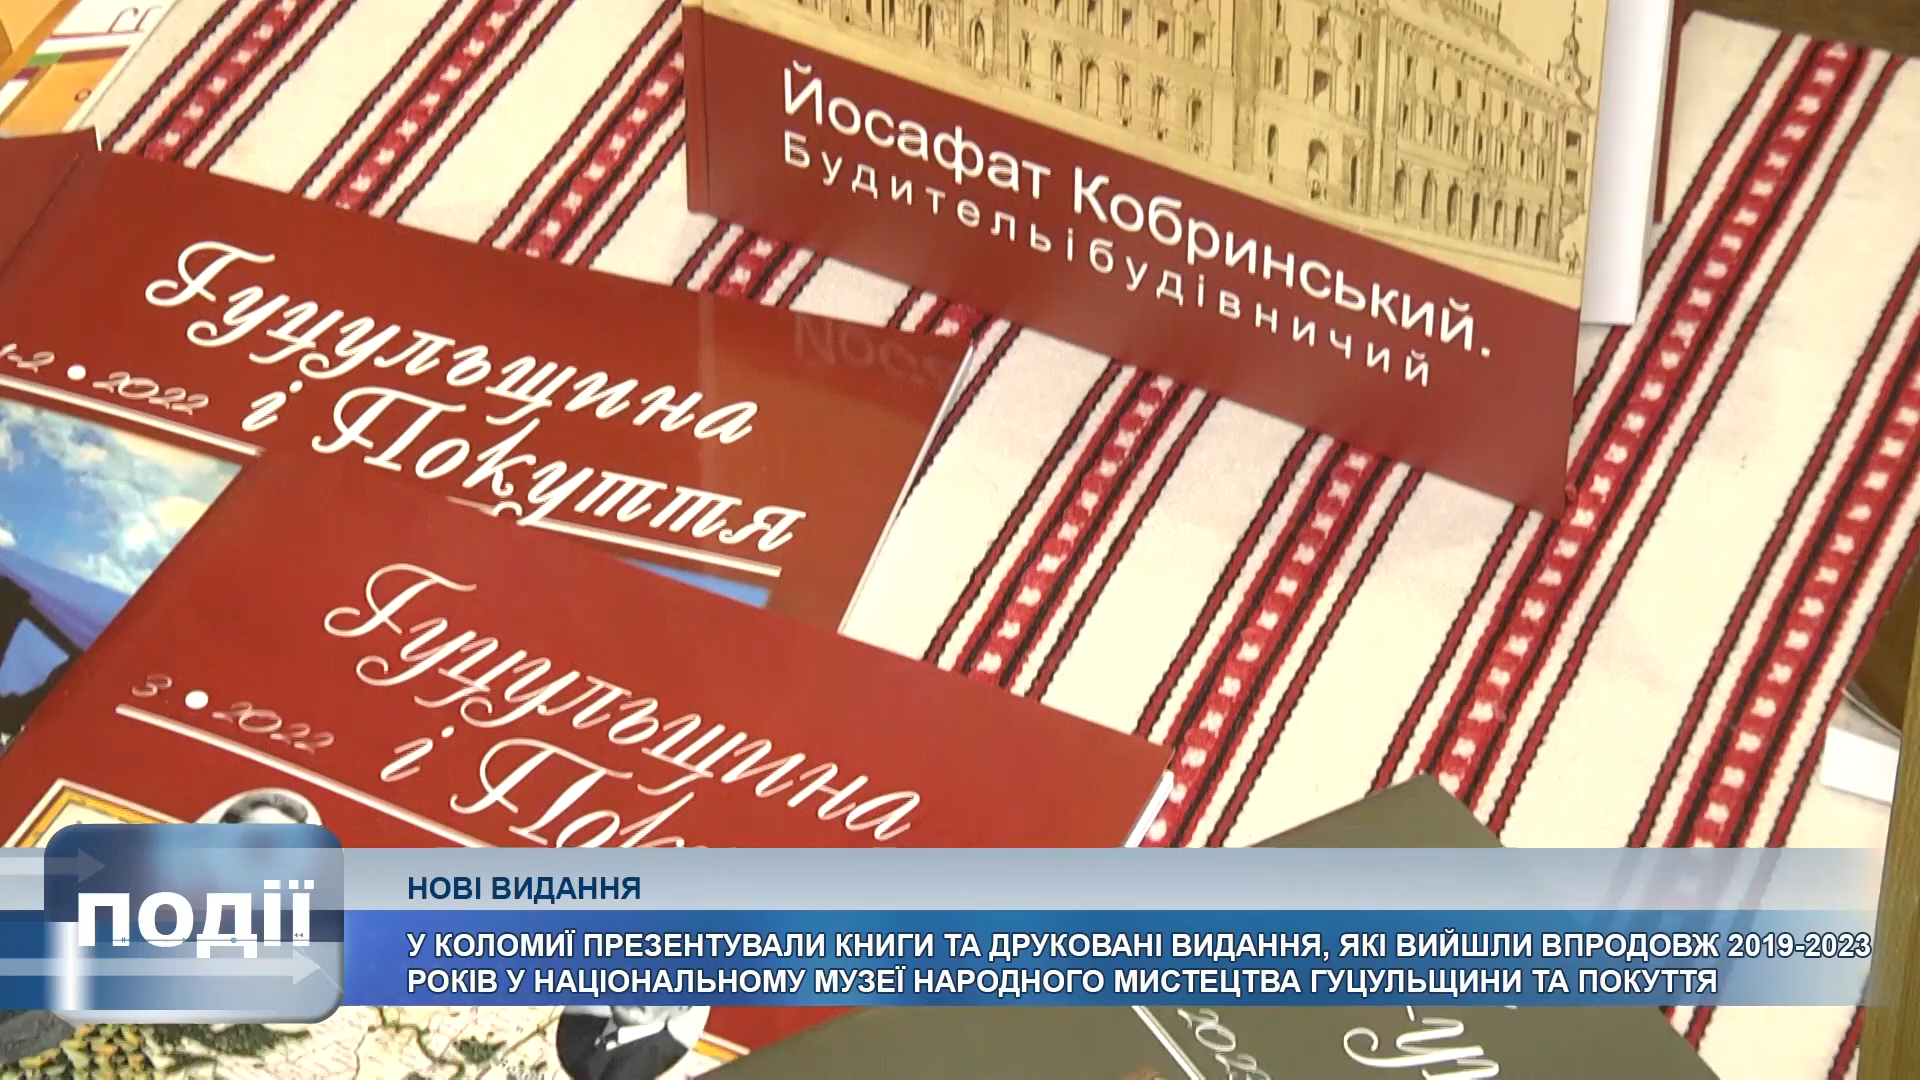 Йосафат Кобринський.
Будитель і будівничий
Гуцульщина
1-2 • 2022
і Покуття
Гуцульщина
3 • 2022
і
події
НОВІ ВИДАННЯ
У КОЛОМИЇ ПРЕЗЕНТУВАЛИ КНИГИ ТА ДРУКОВАНІ ВИДАННЯ, ЯКІ ВИЙШЛИ ВПРОДОВЖ 2019-2023
РОКІВ У НАЦІОНАЛЬНОМУ МУЗЕЇ НАРОДНОГО МИСТЕЦТВА ГУЦУЛЬЩИНИ ТА ПОКУТТЯ